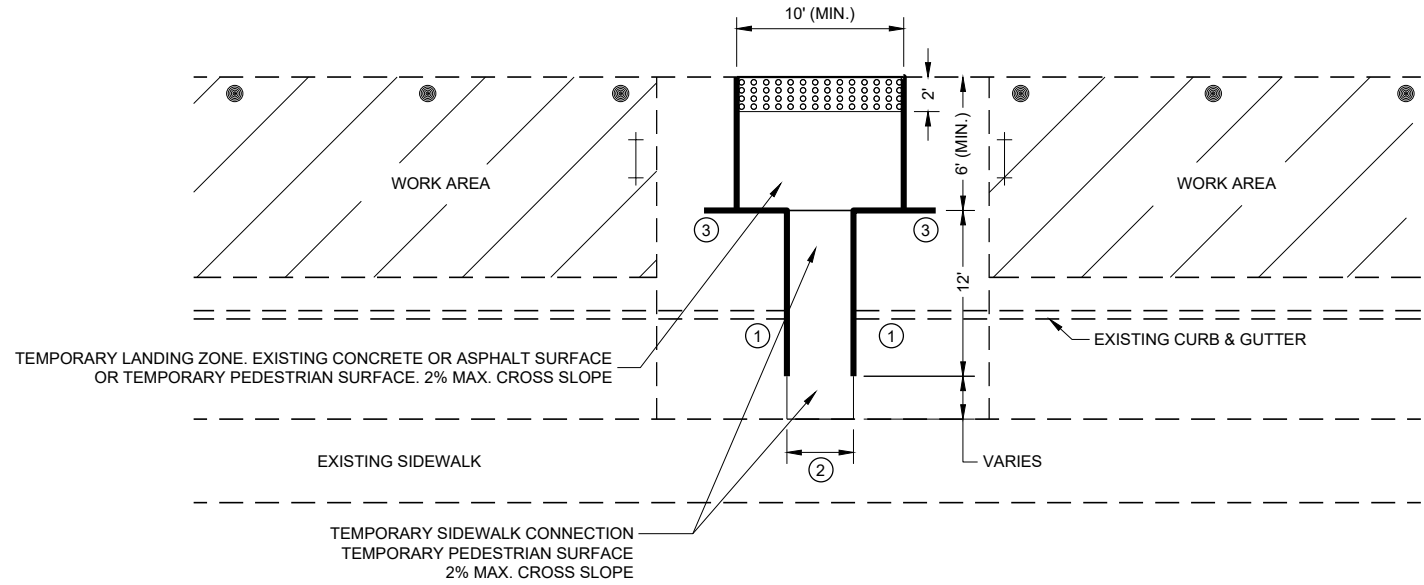 10' (MIN.)
2'
6' (MIN.)
WORK AREA
WORK AREA
3
3
12'
1
1
EXISTING CURB & GUTTER
TEMPORARY LANDING ZONE. EXISTING CONCRETE OR ASPHALT SURFACE
OR TEMPORARY PEDESTRIAN SURFACE. 2% MAX. CROSS SLOPE
EXISTING SIDEWALK
2
VARIES
TEMPORARY SIDEWALK CONNECTION
TEMPORARY PEDESTRIAN SURFACE
2% MAX. CROSS SLOPE